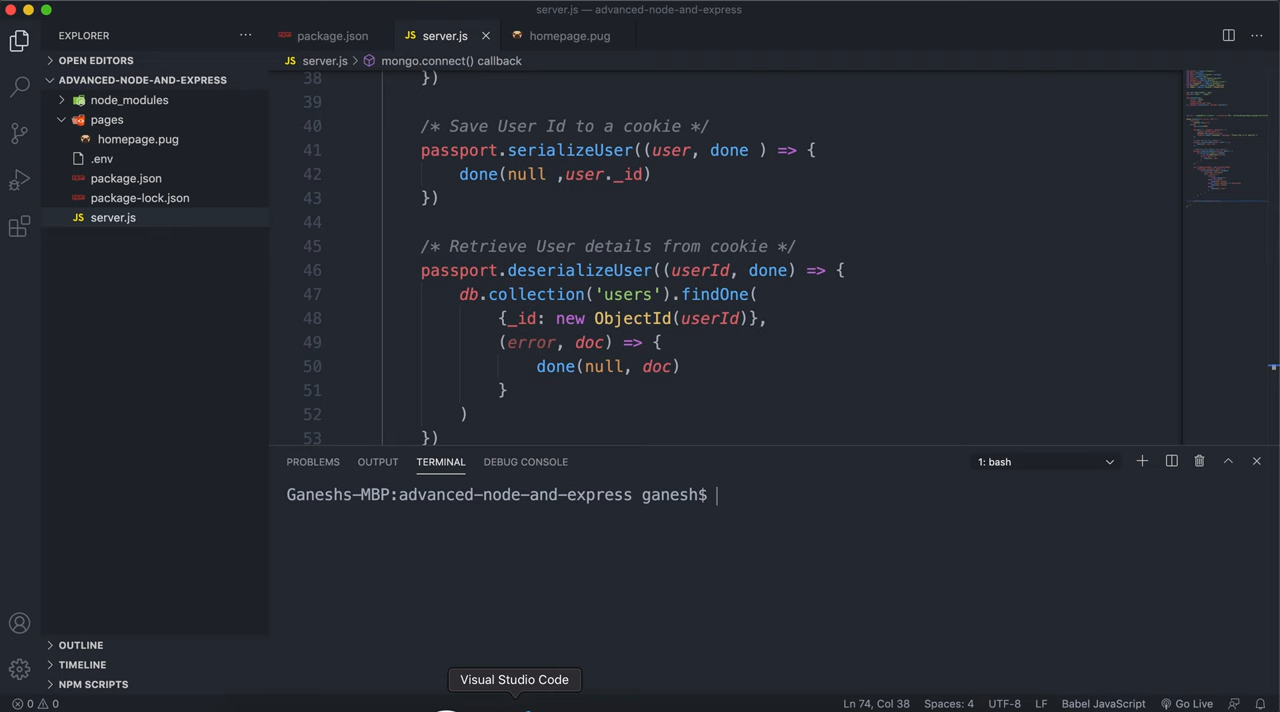 server.js — advanced-node-and-express
EXPLORER
package.json
JS server.js
homepage.pug
OPEN EDITORS
JS server.js > mongo.connect() callback
ADVANCED-NODE-AND-EXPRESS
38 })
node_modules
39
pages
40 /* Save User Id to a cookie */
homepage.pug
41 passport.serializeUser((user, done ) => {
.env
42 done(null ,user._id)
package.json
43 })
package-lock.json
44
JS server.js
45 /* Retrieve User details from cookie */
46 passport.deserializeUser((userId, done) => {
47 db.collection('users').findOne(
48 {_id: new ObjectId(userId)},
49 (error, doc) => {
50 done(null, doc)
51 }
52 )
53 })
PROBLEMS OUTPUT TERMINAL DEBUG CONSOLE 1: bash
Ganeshs-MBP:advanced-node-and-express ganesh$
OUTLINE
TIMELINE
NPM SCRIPTS
Visual Studio Code
0 0 Ln 74, Col 38 Spaces: 4 UTF-8 LF Babel JavaScript Go Live